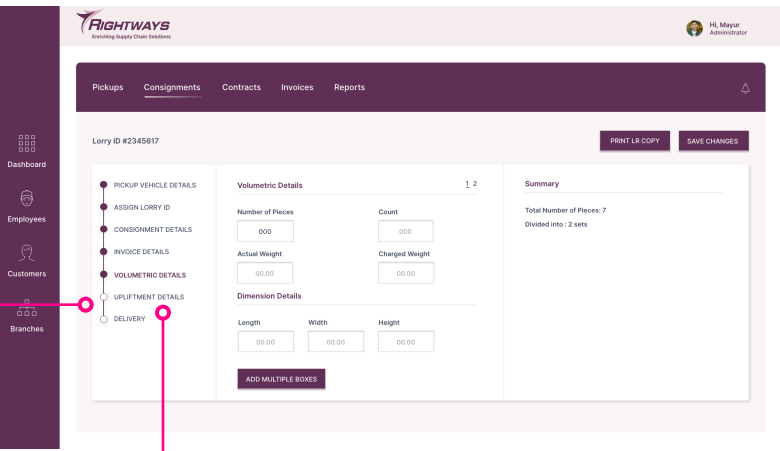 RIGHTWAYS
Enriching Supply Chain Solutions
Hi, Mayur
Administrator
Pickups Consignments Contracts Invoices Reports
Lorry ID #2345617
PRINT LR COPY SAVE CHANGES
Dashboard
Employees
Customers
Branches
PICKUP VEHICLE DETAILS
ASSIGN LORRY ID
CONSIGNMENT DETAILS
INVOICE DETAILS
VOLUMETRIC DETAILS
UPLIFTMENT DETAILS
DELIVERY
Volumetric Details 1 2
Number of Pieces Count
000 000
Actual Weight Charged Weight
00.00 00.00
Dimension Details
Length Width Height
00.00 00.00 00.00
ADD MULTIPLE BOXES
Summary
Total Number of Pieces: 7
Divided into : 2 sets